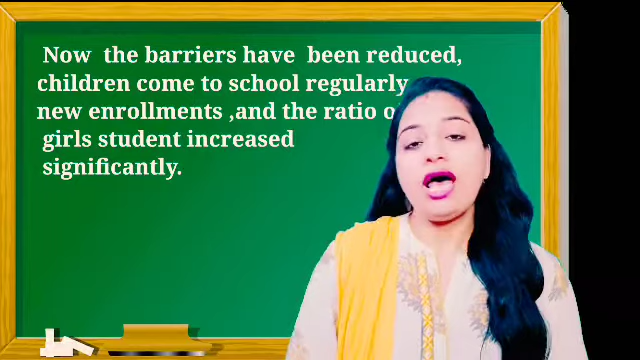 Now the barriers have been reduced,
children come to school regularly
new enrollments ,and the ratio
girls student increased
significantly.